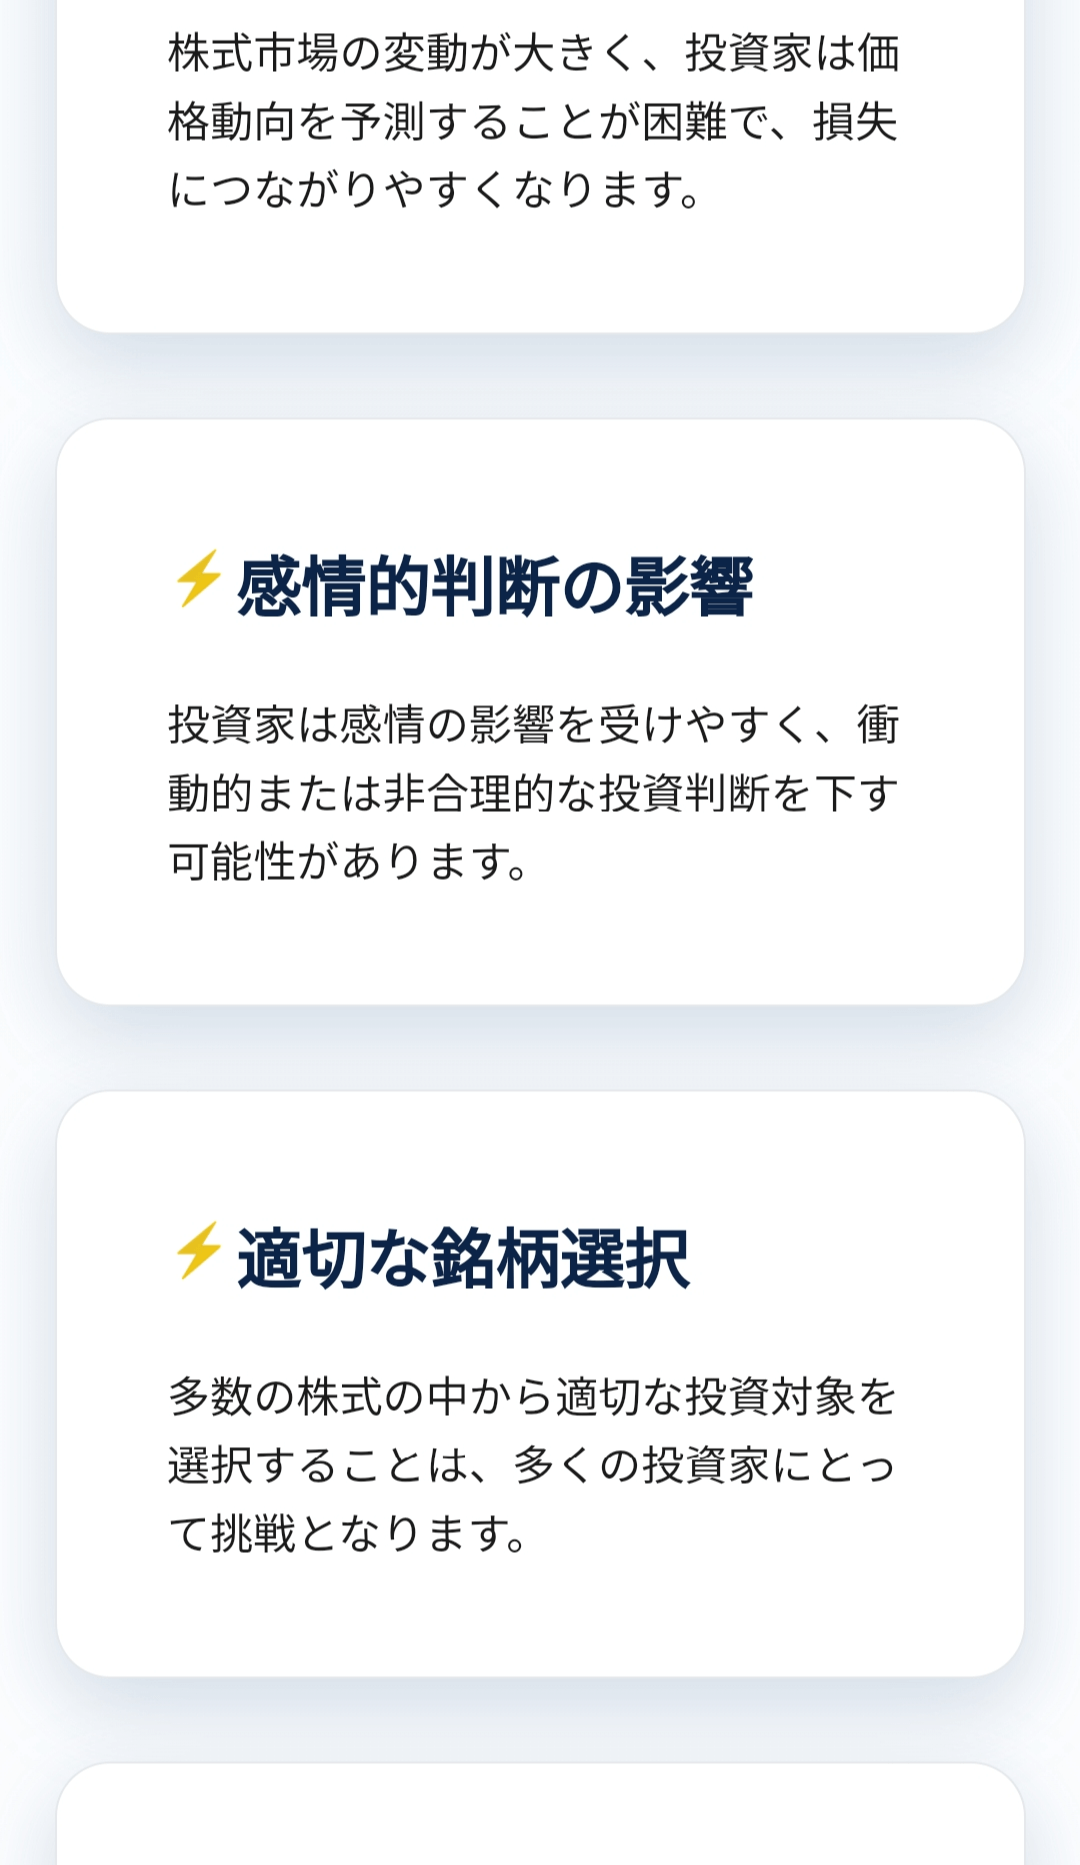 株式市場の変動が大きく、投資家は価
格動向を予測することが困難で、損失
につながりやすくなります。
⚡感情的判断の影響
投資家は感情の影響を受けやすく、衝
動的または非合理的な投資判断を下す
可能性があります。
⚡適切な銘柄選択
多数の株式の中から適切な投資対象を
選択することは、多くの投資家にとっ
て挑戦となります。